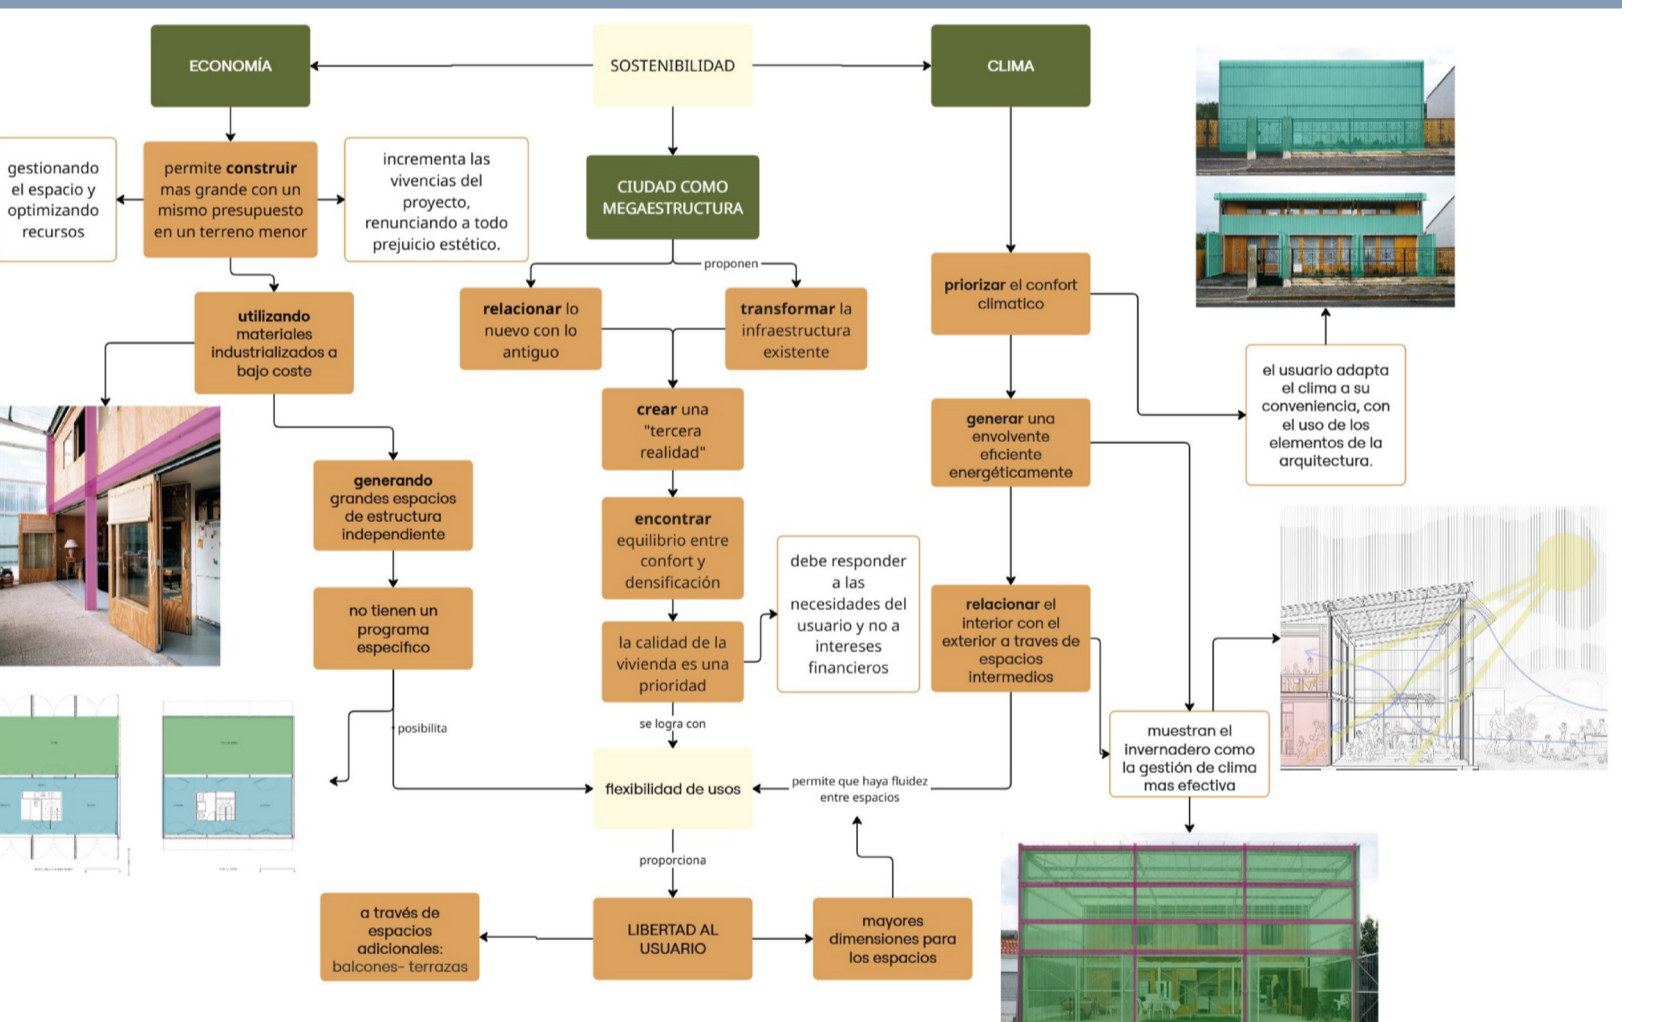 ECONOMÍA
SOSTENIBILIDAD
CLIMA
gestionando
el espacio y
optimizando
recursos
permite construir
mas grande con un
mismo presupuesto
en un terreno menor
incrementa las
vivencias del
proyecto,
renunciando a todo
prejuicio estético.
CIUDAD COMO
MEGAESTRUCTURA
proponen
utilizando
materiales
industrializados a
bajo coste
relacionar lo
nuevo con lo
antiguo
transformar la
infraestructura
existente
priorizar el confort
climatico
el usuario adapta
el clima a su
conveniencia, con
el uso de los
elementos de la
arquitectura.
crear una
"tercera
realidad"
generar una
envolvente
eficiente
energéticamente
generando
grandes espacios
de estructura
independiente
encontrar
equilibrio entre
confort y
densificación
debe responder
a las
necesidades del
usuario y no a
intereses
financieros
no tienen un
programa
especifico
la calidad de la
vivienda es una
prioridad
relacionar el
interior con el
exterior a traves de
espacios
intermedios
posibilita
se logra con
muestran el
invernadero como
la gestión de clima
mas efectiva
flexibilidad de usos
permite que haya fluidez
entre espacios
proporciona
a través de
espacios
adicionales:
balcones- terrazas
LIBERTAD AL
USUARIO
mayores
dimensiones para
los espacios